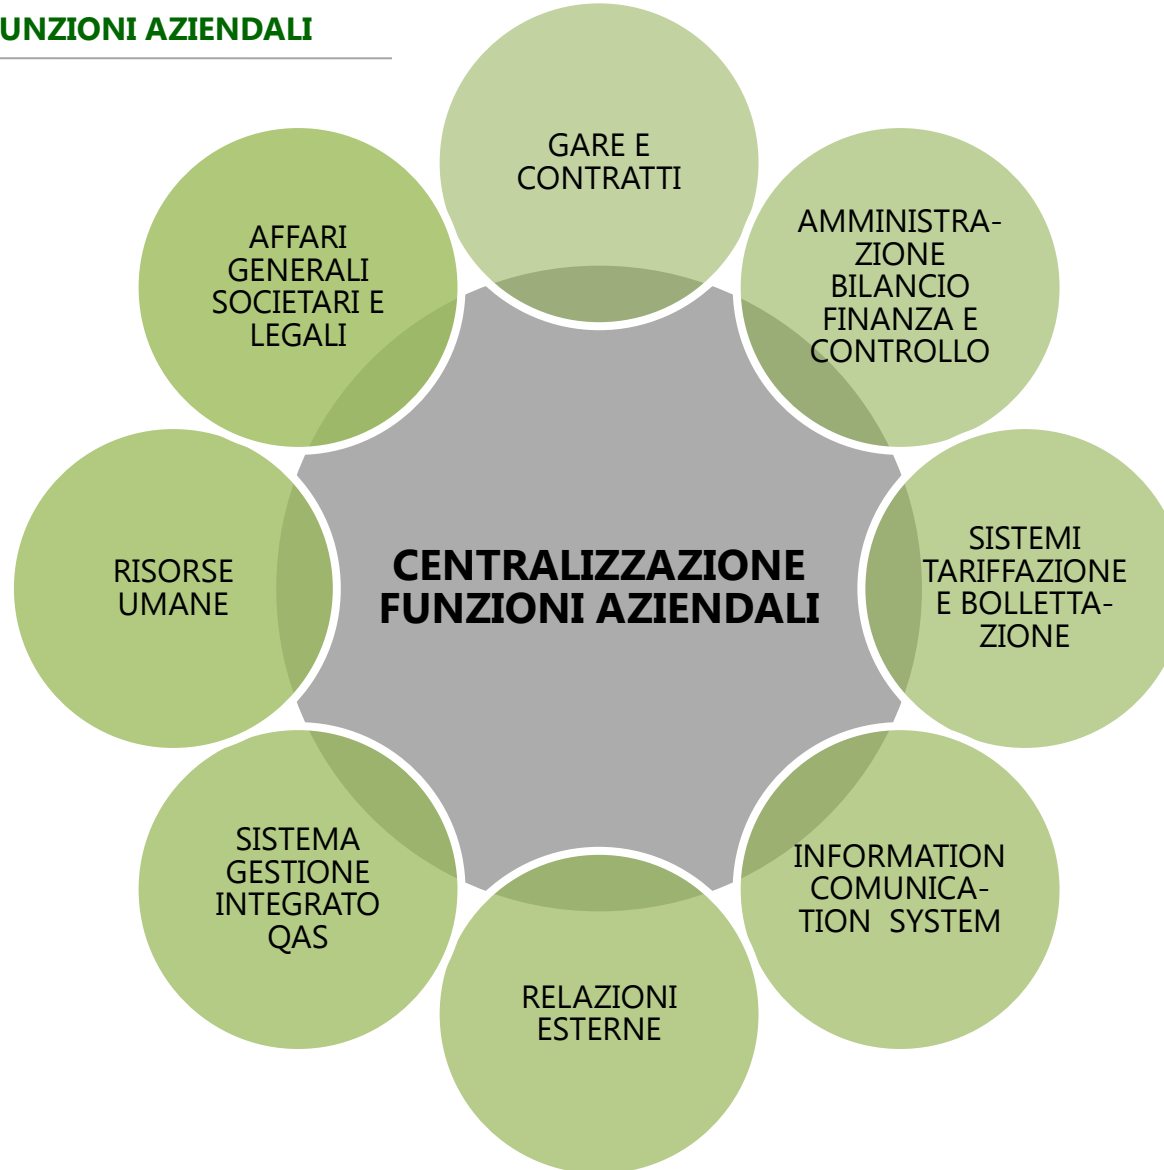 UNZIONI AZIENDALI
GARE E
CONTRATTI
AMMINISTRA-
ZIONE
BILANCIO
FINANZA E
CONTROLLO
SISTEMI
TARIFFAZIONE
E BOLLETTA-
ZIONE
INFORMATION
COMUNICA-
TION SYSTEM
RELAZIONI
ESTERNE
SISTEMA
GESTIONE
INTEGRATO
QAS
RISORSE
UMANE
AFFARI
GENERALI
SOCIETARI E
LEGALI
CENTRALIZZAZIONE
FUNZIONI AZIENDALI